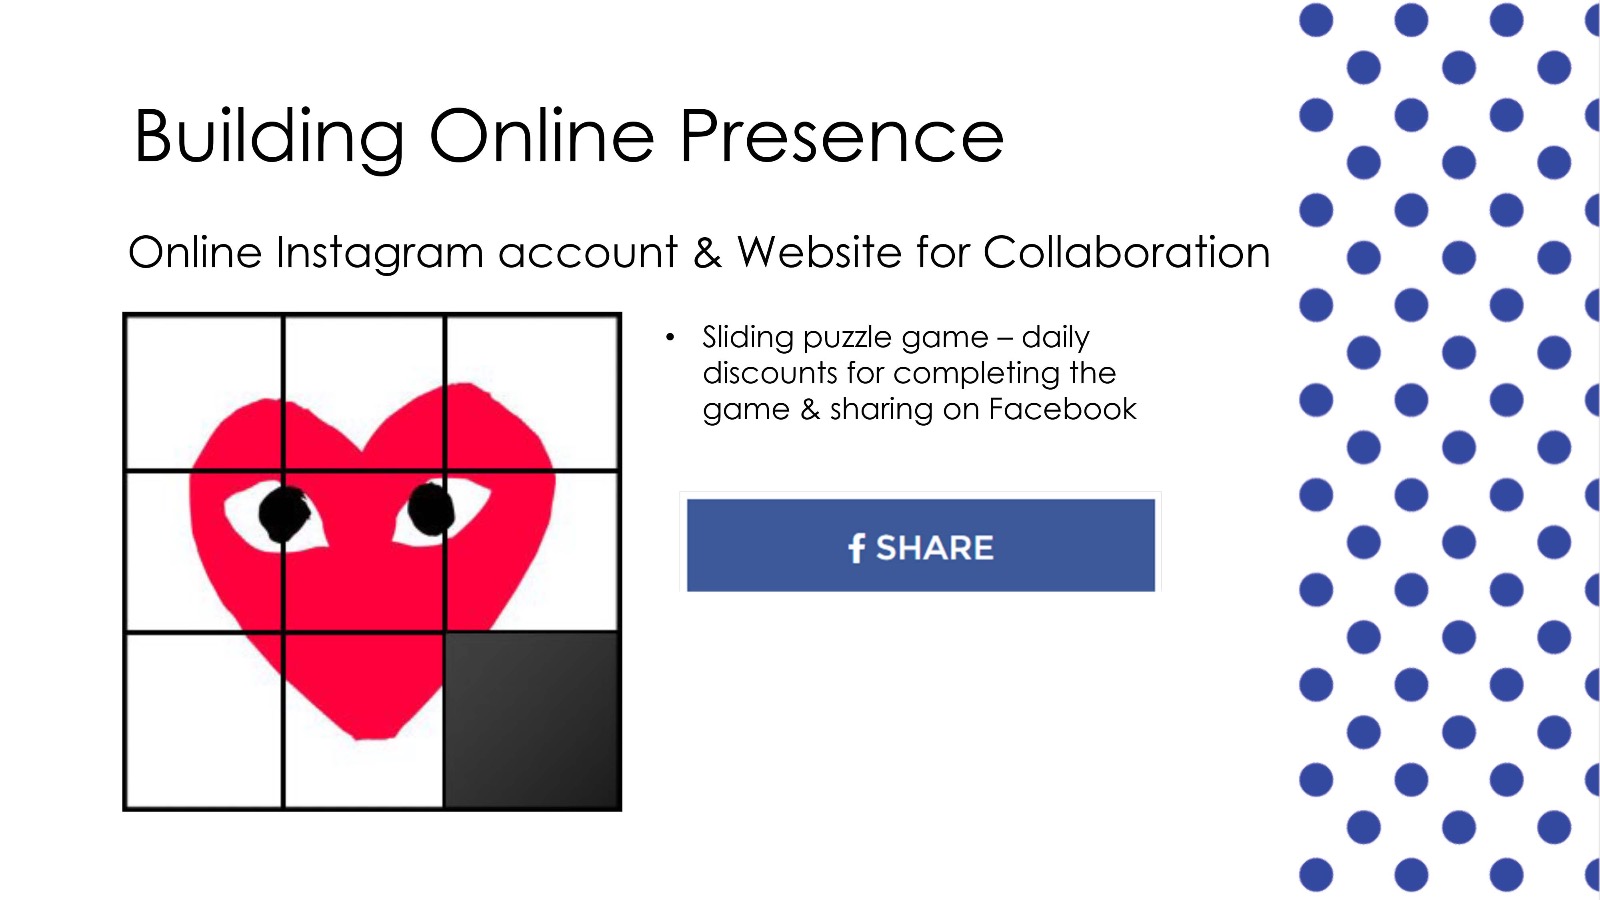 Building Online Presence
Online Instagram account & Website for Collaboration
• Sliding puzzle game – daily
discounts for completing the
game & sharing on Facebook
f SHARE